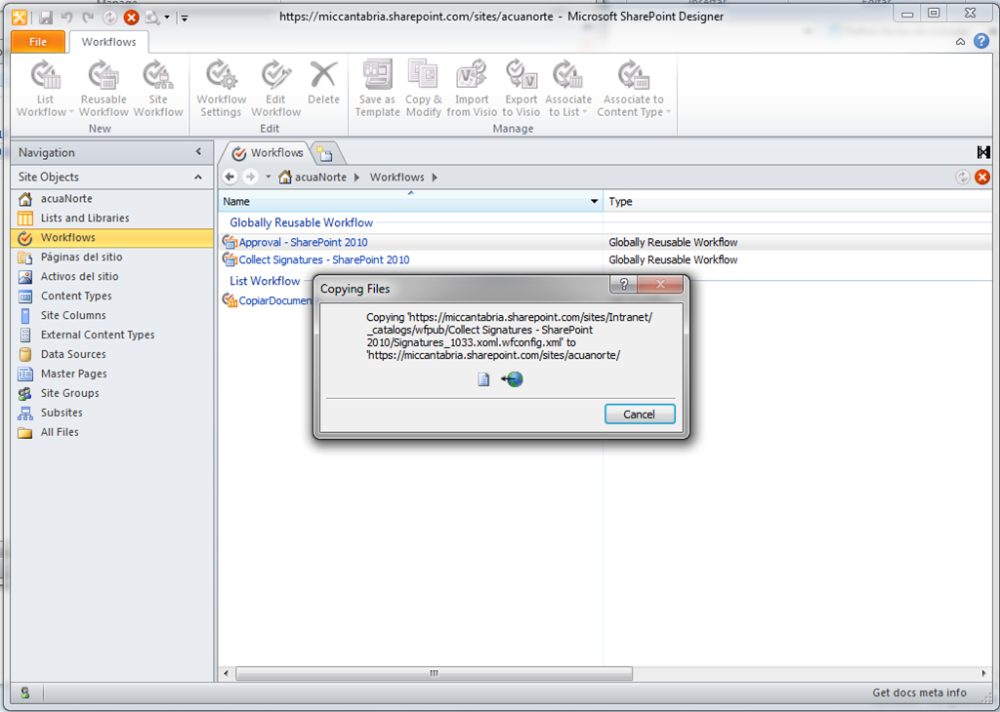 https://miccantabria.sharepoint.com/sites/acuanorte - Microsoft SharePoint Designer
File
Workflows
List Workflow
Reusable Workflow
Site Workflow
New
Workflow Settings
Edit Workflow
Delete
Edit
Save as Template
Copy & Modify
Import from Visio
Export to Visio
Associate to List
Associate to Content Type
Manage
Navigation
Site Objects
acuaNorte
Lists and Libraries
Workflows
Páginas del sitio
Activos del sitio
Content Types
Site Columns
External Content Types
Data Sources
Master Pages
Site Groups
Subsites
All Files
Workflows
acuaNorte
Workflows
Name
Type
Globally Reusable Workflow
Approval - SharePoint 2010
Globally Reusable Workflow
Collect Signatures - SharePoint 2010
Globally Reusable Workflow
List Workflow
CopiarDocumen
Copying Files
Copying 'https://miccantabria.sharepoint.com/sites/Intranet/
_catalogs/wfpub/Collect Signatures - SharePoint
2010/Signatures_1033.xoml.wfconfig.xml' to
'https://miccantabria.sharepoint.com/sites/acuanorte/
Cancel
Get docs meta info